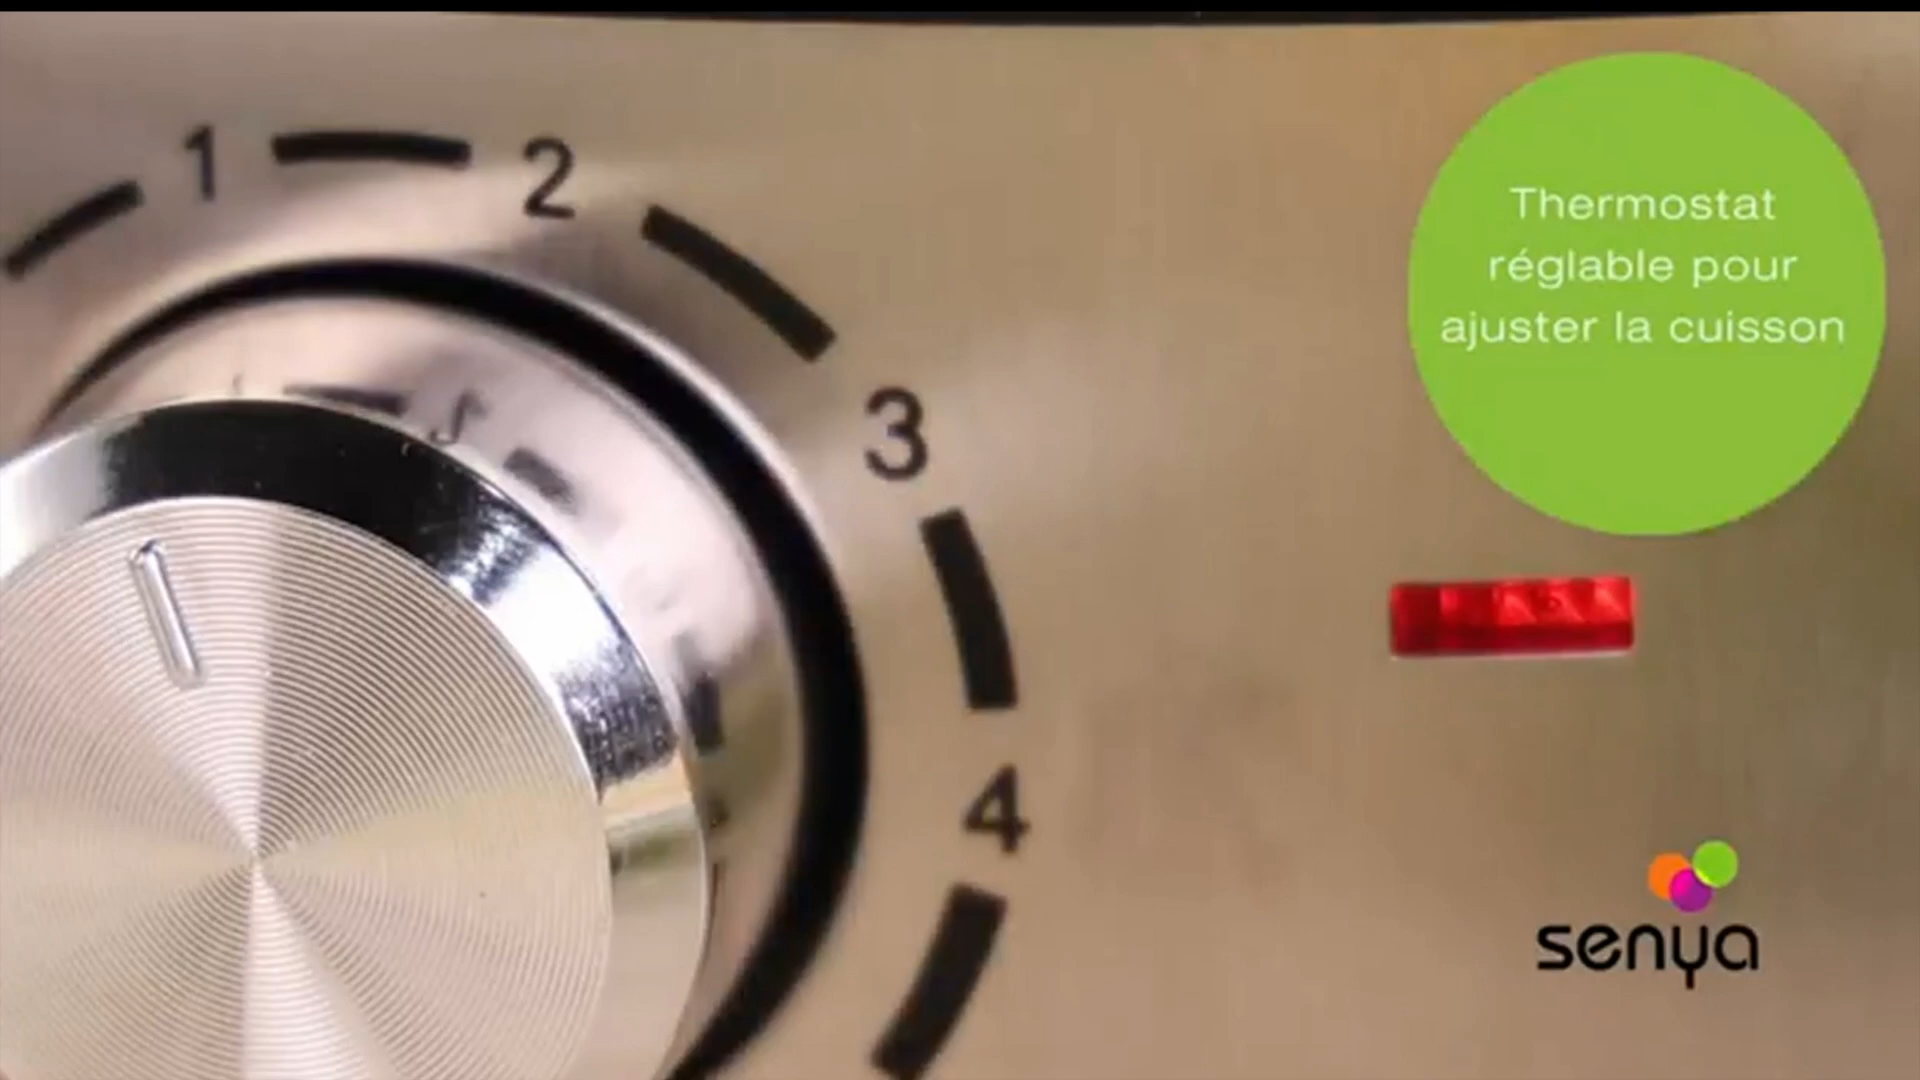 1
2
3
4
Thermostat
réglable pour
ajuster la cuisson
senya